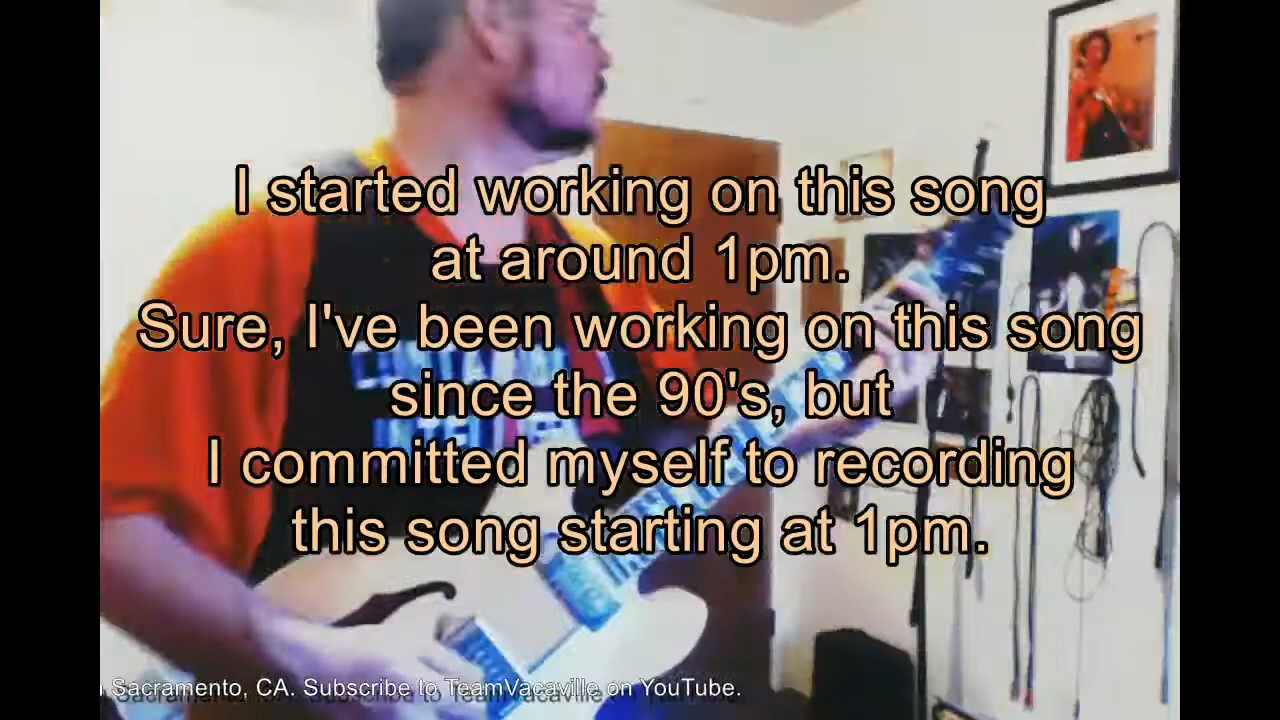 I started working on this song
at around 1pm.
Sure, I've been working on this song
since the 90's, but
I committed myself to recording
this song starting at 1pm.
Sacramento, CA. Subscribe to TeamVacaville on YouTube.